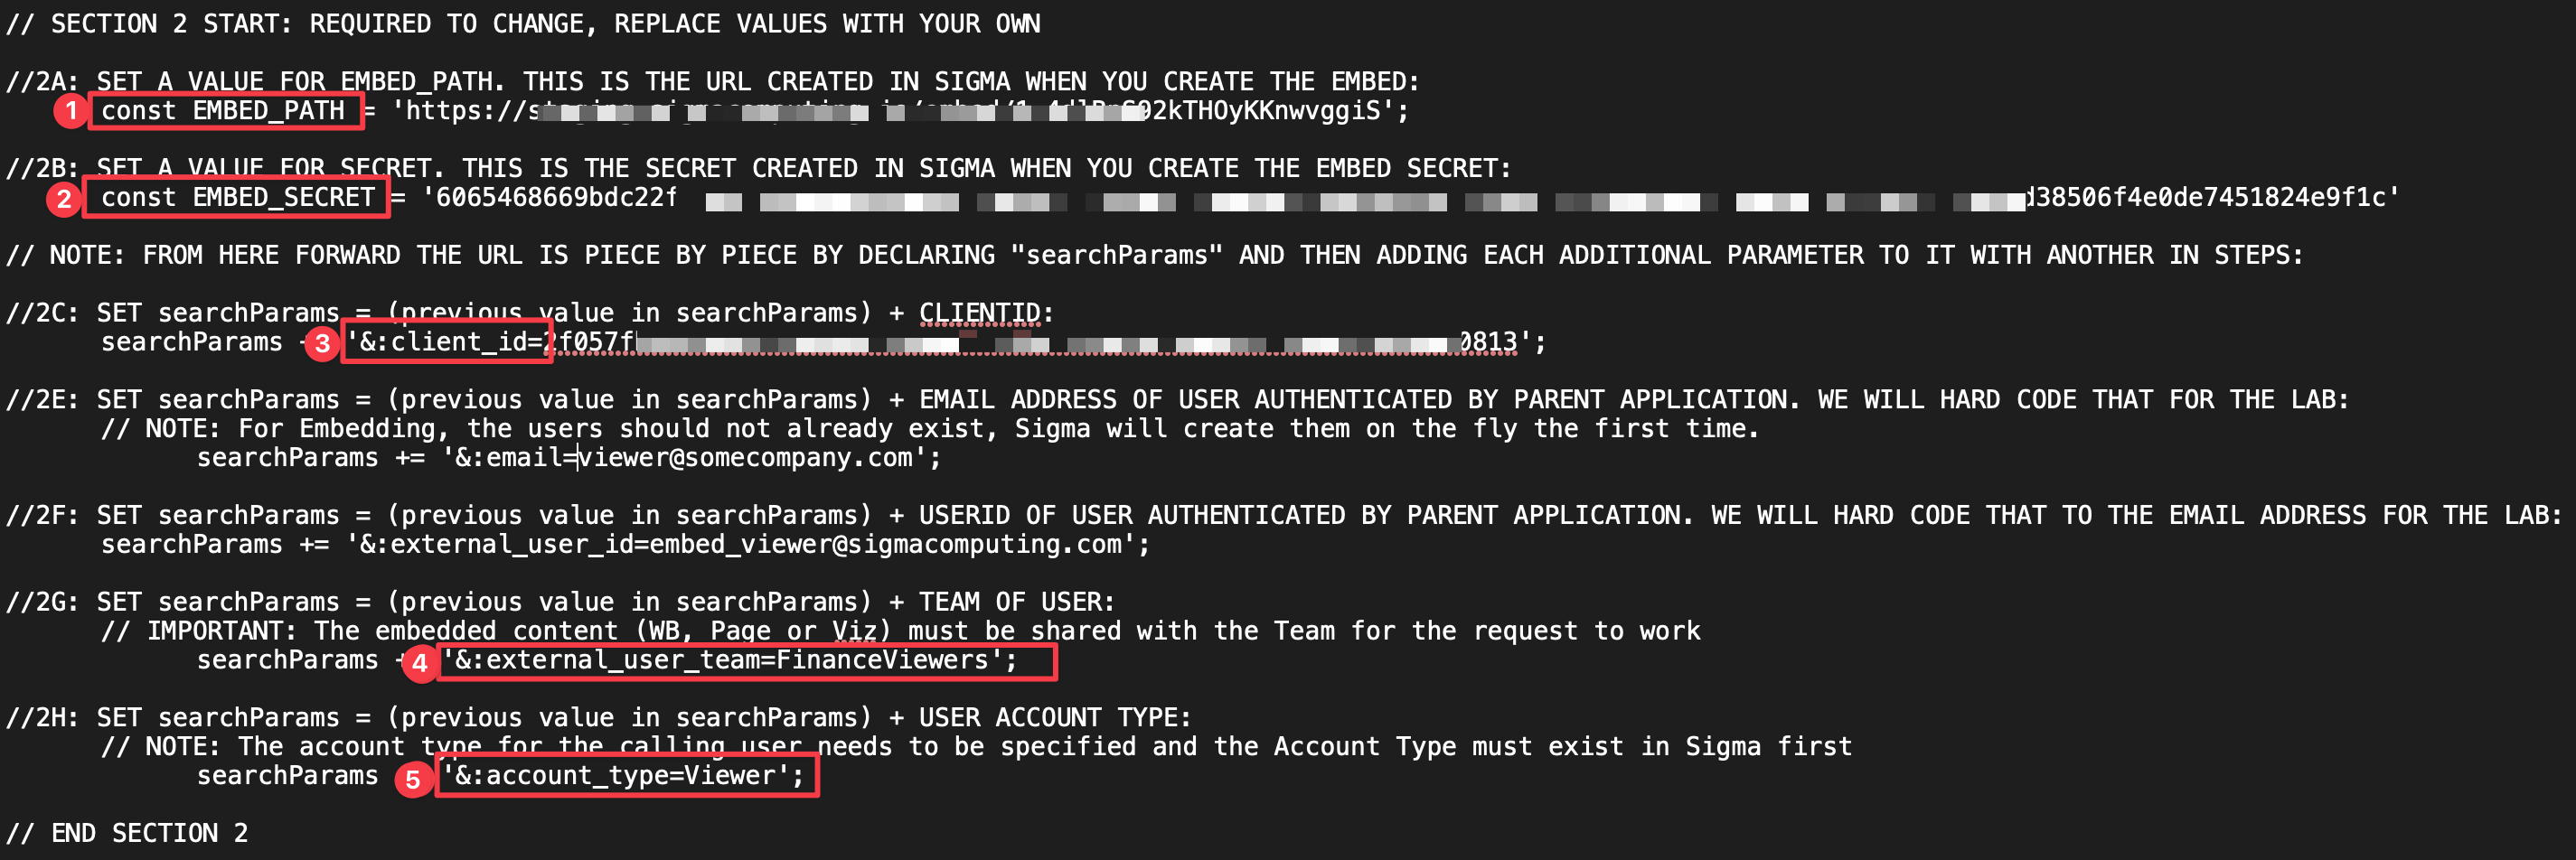 // SECTION 2 START: REQUIRED TO CHANGE, REPLACE VALUES WITH YOUR OWN
//2A: SET A VALUE FOR EMBED_PATH. THIS IS THE URL CREATED IN SIGMA WHEN YOU CREATE THE EMBED:
1 const EMBED_PATH = 'https://s 02kTHOyKKnwvggiS';
//2B: SET A VALUE FOR SECRET. THIS IS THE SECRET CREATED IN SIGMA WHEN YOU CREATE THE EMBED SECRET:
2 const EMBED_SECRET = '6065468669bdc22f d38506f4e0de7451824e9f1c'
// NOTE: FROM HERE FORWARD THE URL IS PIECE BY PIECE BY DECLARING "searchParams" AND THEN ADDING EACH ADDITIONAL PARAMETER TO IT WITH ANOTHER IN STEPS:
//2C: SET searchParams = (previous value in searchParams) + CLIENTID:
searchParams 3 '&:client_id=2f057f 0813';
//2E: SET searchParams = (previous value in searchParams) + EMAIL ADDRESS OF USER AUTHENTICATED BY PARENT APPLICATION. WE WILL HARD CODE THAT FOR THE LAB:
// NOTE: For Embedding, the users should not already exist, Sigma will create them on the fly the first time.
searchParams += '&:email=viewer@somecompany.com';
//2F: SET searchParams = (previous value in searchParams) + USERID OF USER AUTHENTICATED BY PARENT APPLICATION. WE WILL HARD CODE THAT TO THE EMAIL ADDRESS FOR THE LAB:
searchParams += '&:external_user_id=embed_viewer@sigmacomputing.com';
//2G: SET searchParams = (previous value in searchParams) + TEAM OF USER:
// IMPORTANT: The embedded content (WB, Page or Viz) must be shared with the Team for the request to work
searchParams 4 '&:external_user_team=FinanceViewers';
//2H: SET searchParams = (previous value in searchParams) + USER ACCOUNT TYPE:
// NOTE: The account type for the calling user needs to be specified and the Account Type must exist in Sigma first
searchParams 5 '&:account_type=Viewer';
// END SECTION 2